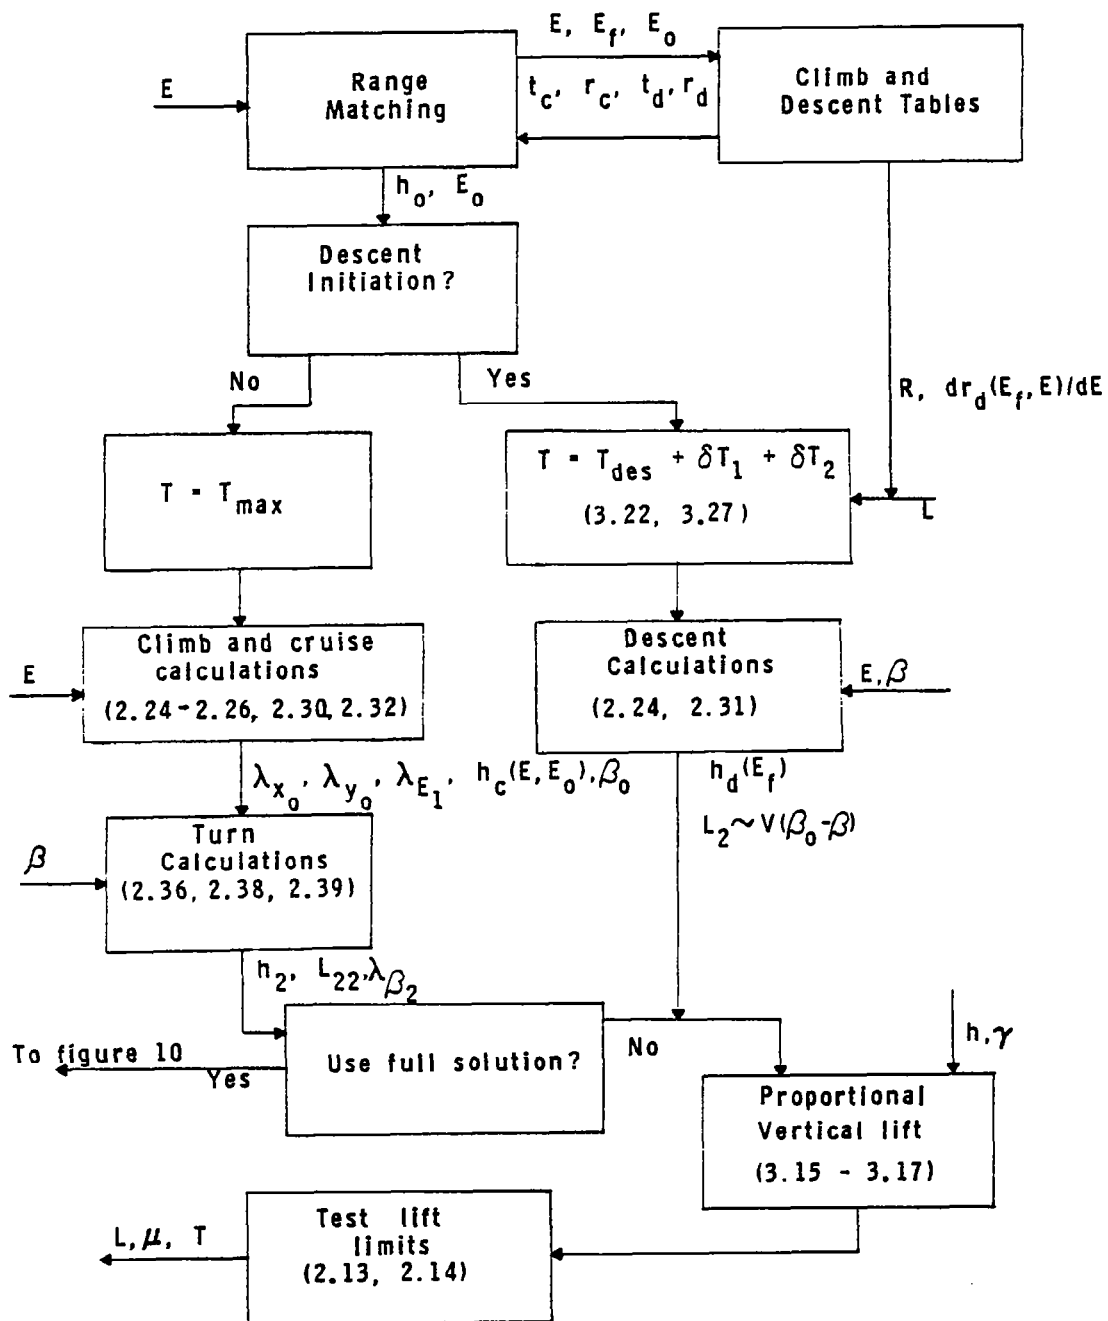 E, E_f, E_o
E
Range
Matching
t_c, r_c, t_d, r_d
Climb and
Descent Tables
h_o, E_o
Descent
Initiation?
No
Yes
R, dr_d(E_f, E)/dE
T = T_max
T = T_des + δT_1 + δT_2
(3.22, 3.27)
L
Climb and cruise
calculations
(2.24-2.26, 2.30, 2.32)
E
Descent
Calculations
(2.24, 2.31)
E, β
λ_x_o, λ_y_o, λ_E_1, h_c(E, E_o), β_o
h_d(E_f)
L_2 ~ V(β_o-β)
Turn
Calculations
(2.36, 2.38, 2.39)
β
h_2, L_22, λ_β_2
Use full solution?
To figure 10
Yes
No
h, γ
Proportional
Vertical lift
(3.15 - 3.17)
Test lift
limits
(2.13, 2.14)
L, μ, T